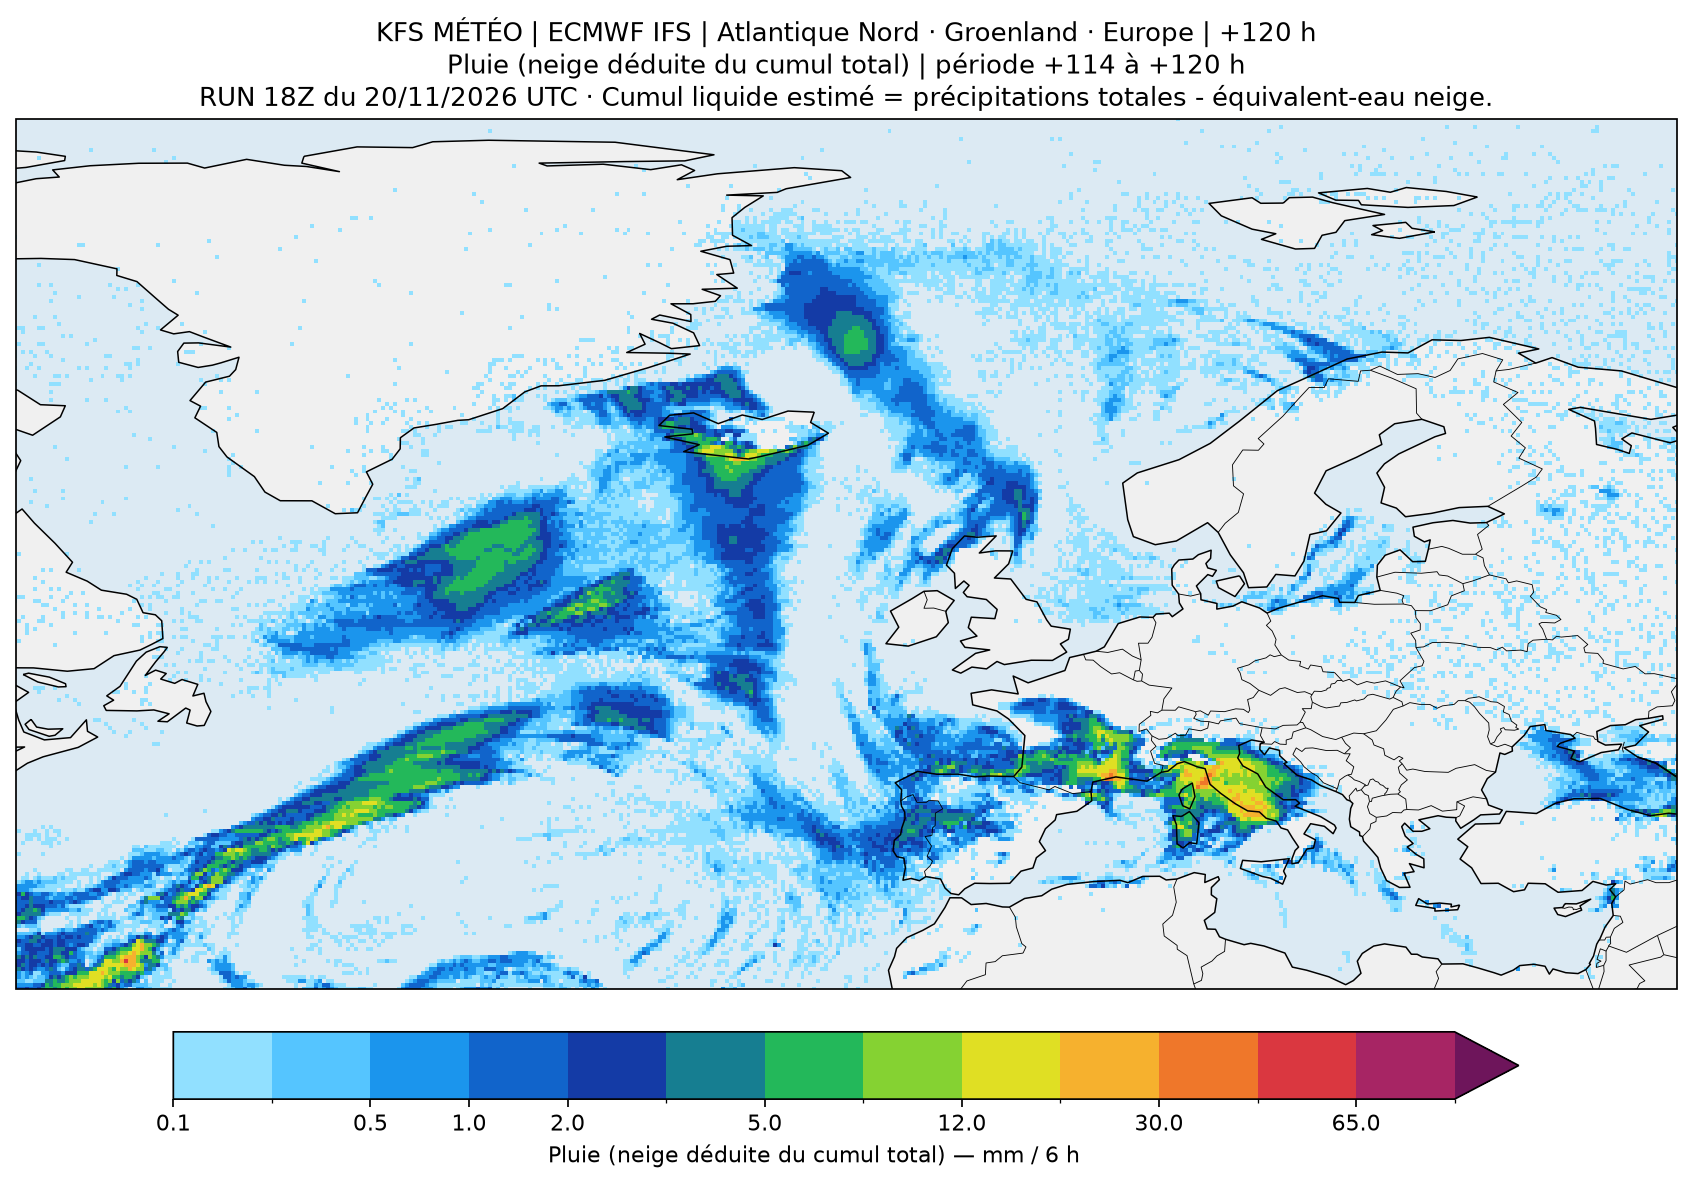 KFS MÉTÉO | ECMWF IFS | Atlantique Nord · Groenland · Europe | +120 h
Pluie (neige déduite du cumul total) | période +114 à +120 h
RUN 18Z du 20/11/2026 UTC · Cumul liquide estimé = précipitations totales - équivalent-eau neige.
0.1 0.5 1.0 2.0 5.0 12.0 30.0 65.0
Pluie (neige déduite du cumul total) — mm / 6 h